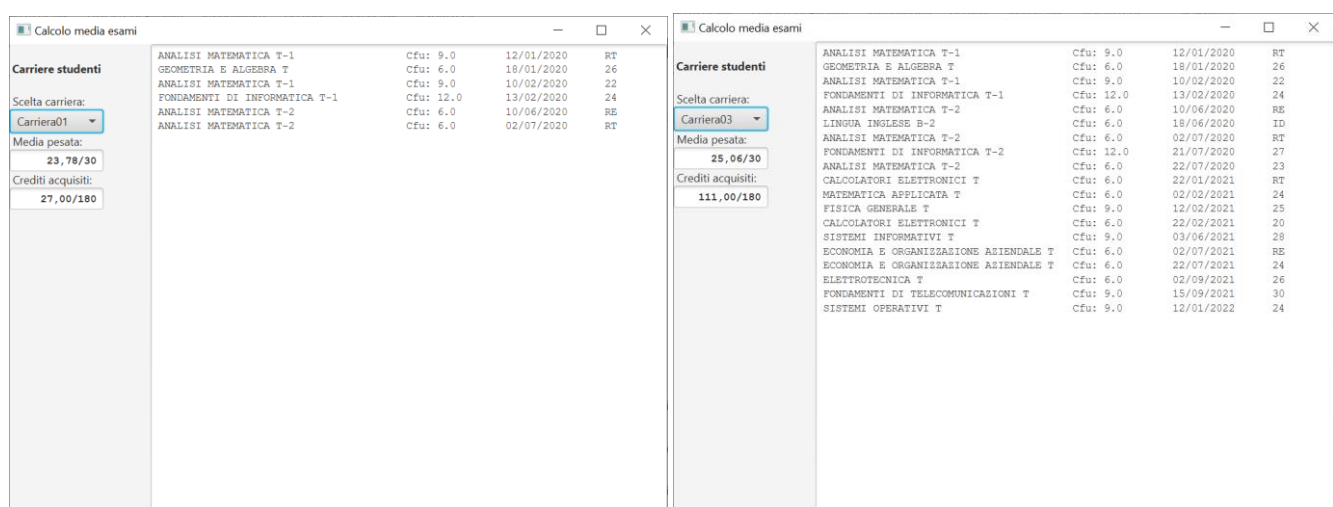 Calcolo media esami
Carriere studenti
Scelta carriera:
Carriera01
Media pesata:
23,78/30
Crediti acquisiti:
27,00/180
ANALISI MATEMATICA T-1 Cfu: 9.0 12/01/2020 RT
GEOMETRIA E ALGEBRA T Cfu: 6.0 18/01/2020 26
ANALISI MATEMATICA T-1 Cfu: 9.0 10/02/2020 22
FONDAMENTI DI INFORMATICA T-1 Cfu: 12.0 13/02/2020 24
ANALISI MATEMATICA T-2 Cfu: 6.0 10/06/2020 RE
ANALISI MATEMATICA T-2 Cfu: 6.0 02/07/2020 RT
Calcolo media esami
Carriere studenti
Scelta carriera:
Carriera03
Media pesata:
25,06/30
Crediti acquisiti:
111,00/180
ANALISI MATEMATICA T-1 Cfu: 9.0 12/01/2020 RT
GEOMETRIA E ALGEBRA T Cfu: 6.0 18/01/2020 26
ANALISI MATEMATICA T-1 Cfu: 9.0 10/02/2020 22
FONDAMENTI DI INFORMATICA T-1 Cfu: 12.0 13/02/2020 24
ANALISI MATEMATICA T-2 Cfu: 6.0 10/06/2020 RE
LINGUA INGLESE B-2 Cfu: 6.0 18/06/2020 ID
ANALISI MATEMATICA T-2 Cfu: 6.0 02/07/2020 RT
FONDAMENTI DI INFORMATICA T-2 Cfu: 12.0 21/07/2020 27
ANALISI MATEMATICA T-2 Cfu: 6.0 22/07/2020 23
CALCOLATORI ELETTRONICI T Cfu: 6.0 22/01/2021 RT
MATEMATICA APPLICATA T Cfu: 6.0 02/02/2021 24
FISICA GENERALE T Cfu: 9.0 12/02/2021 25
CALCOLATORI ELETTRONICI T Cfu: 6.0 22/02/2021 20
SISTEMI INFORMATIVI T Cfu: 9.0 03/06/2021 28
ECONOMIA E ORGANIZZAZIONE AZIENDALE T Cfu: 6.0 02/07/2021 RE
ECONOMIA E ORGANIZZAZIONE AZIENDALE T Cfu: 6.0 22/07/2021 24
ELETTROTECNICA T Cfu: 6.0 02/09/2021 26
FONDAMENTI DI TELECOMUNICAZIONI T Cfu: 9.0 15/09/2021 30
SISTEMI OPERATIVI T Cfu: 9.0 12/01/2022 24